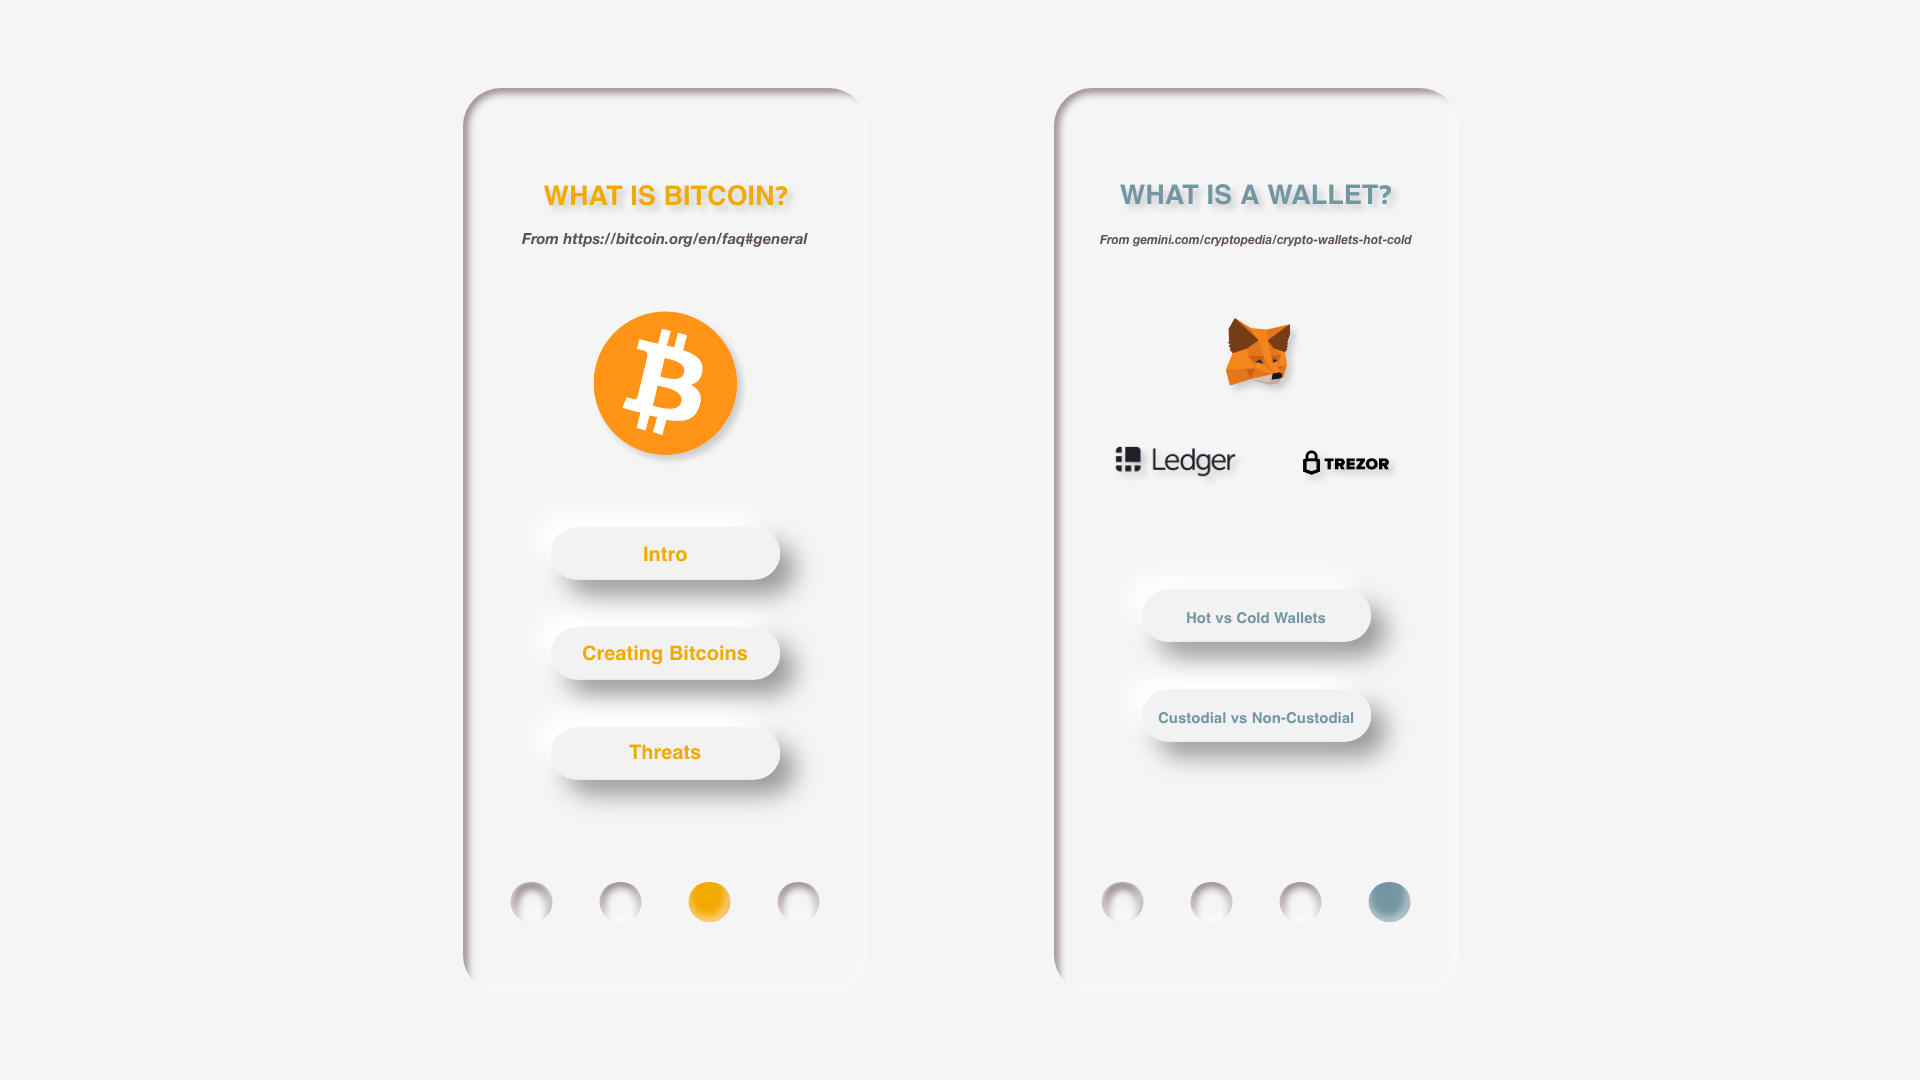 WHAT IS BITCOIN?
From https://bitcoin.org/en/faq#general
Intro
Creating Bitcoins
Threats
WHAT IS A WALLET?
From gemini.com/cryptopedia/crypto-wallets-hot-cold
Ledger
TREZOR
Hot vs Cold Wallets
Custodial vs Non-Custodial